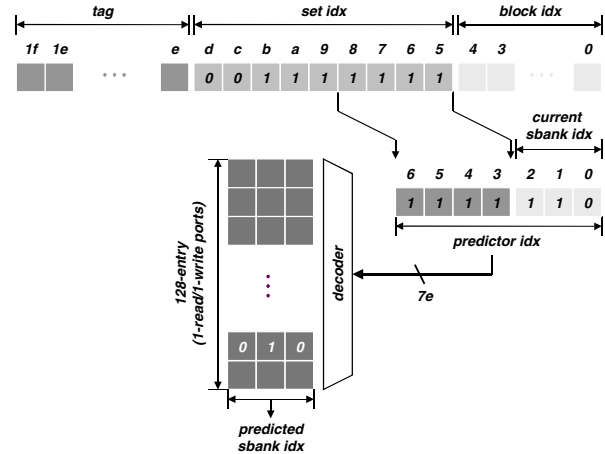 tag set idx block idx
1f 1e e d c b a 9 8 7 6 5 4 3 0
0 0 1 1 1 1 1 1 1
current
sbank idx
6 5 4 3 2 1 0
1 1 1 1 1 1 0
predictor idx
128-entry
(1-read/1-write ports)
decoder
7e
0 1 0
predicted
sbank idx